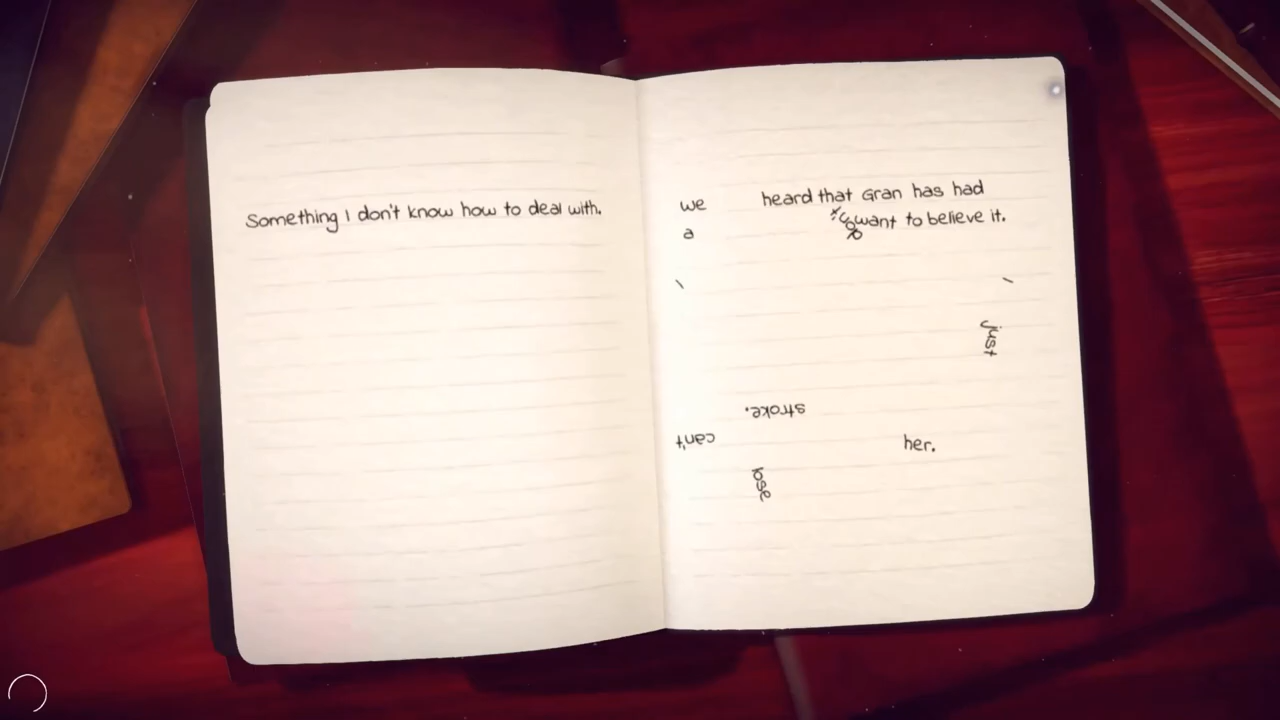 Something I don't know how to deal with.
we heard that Gran has had
a don't want to believe it.
I I
just
stroke.
can't her.
lose